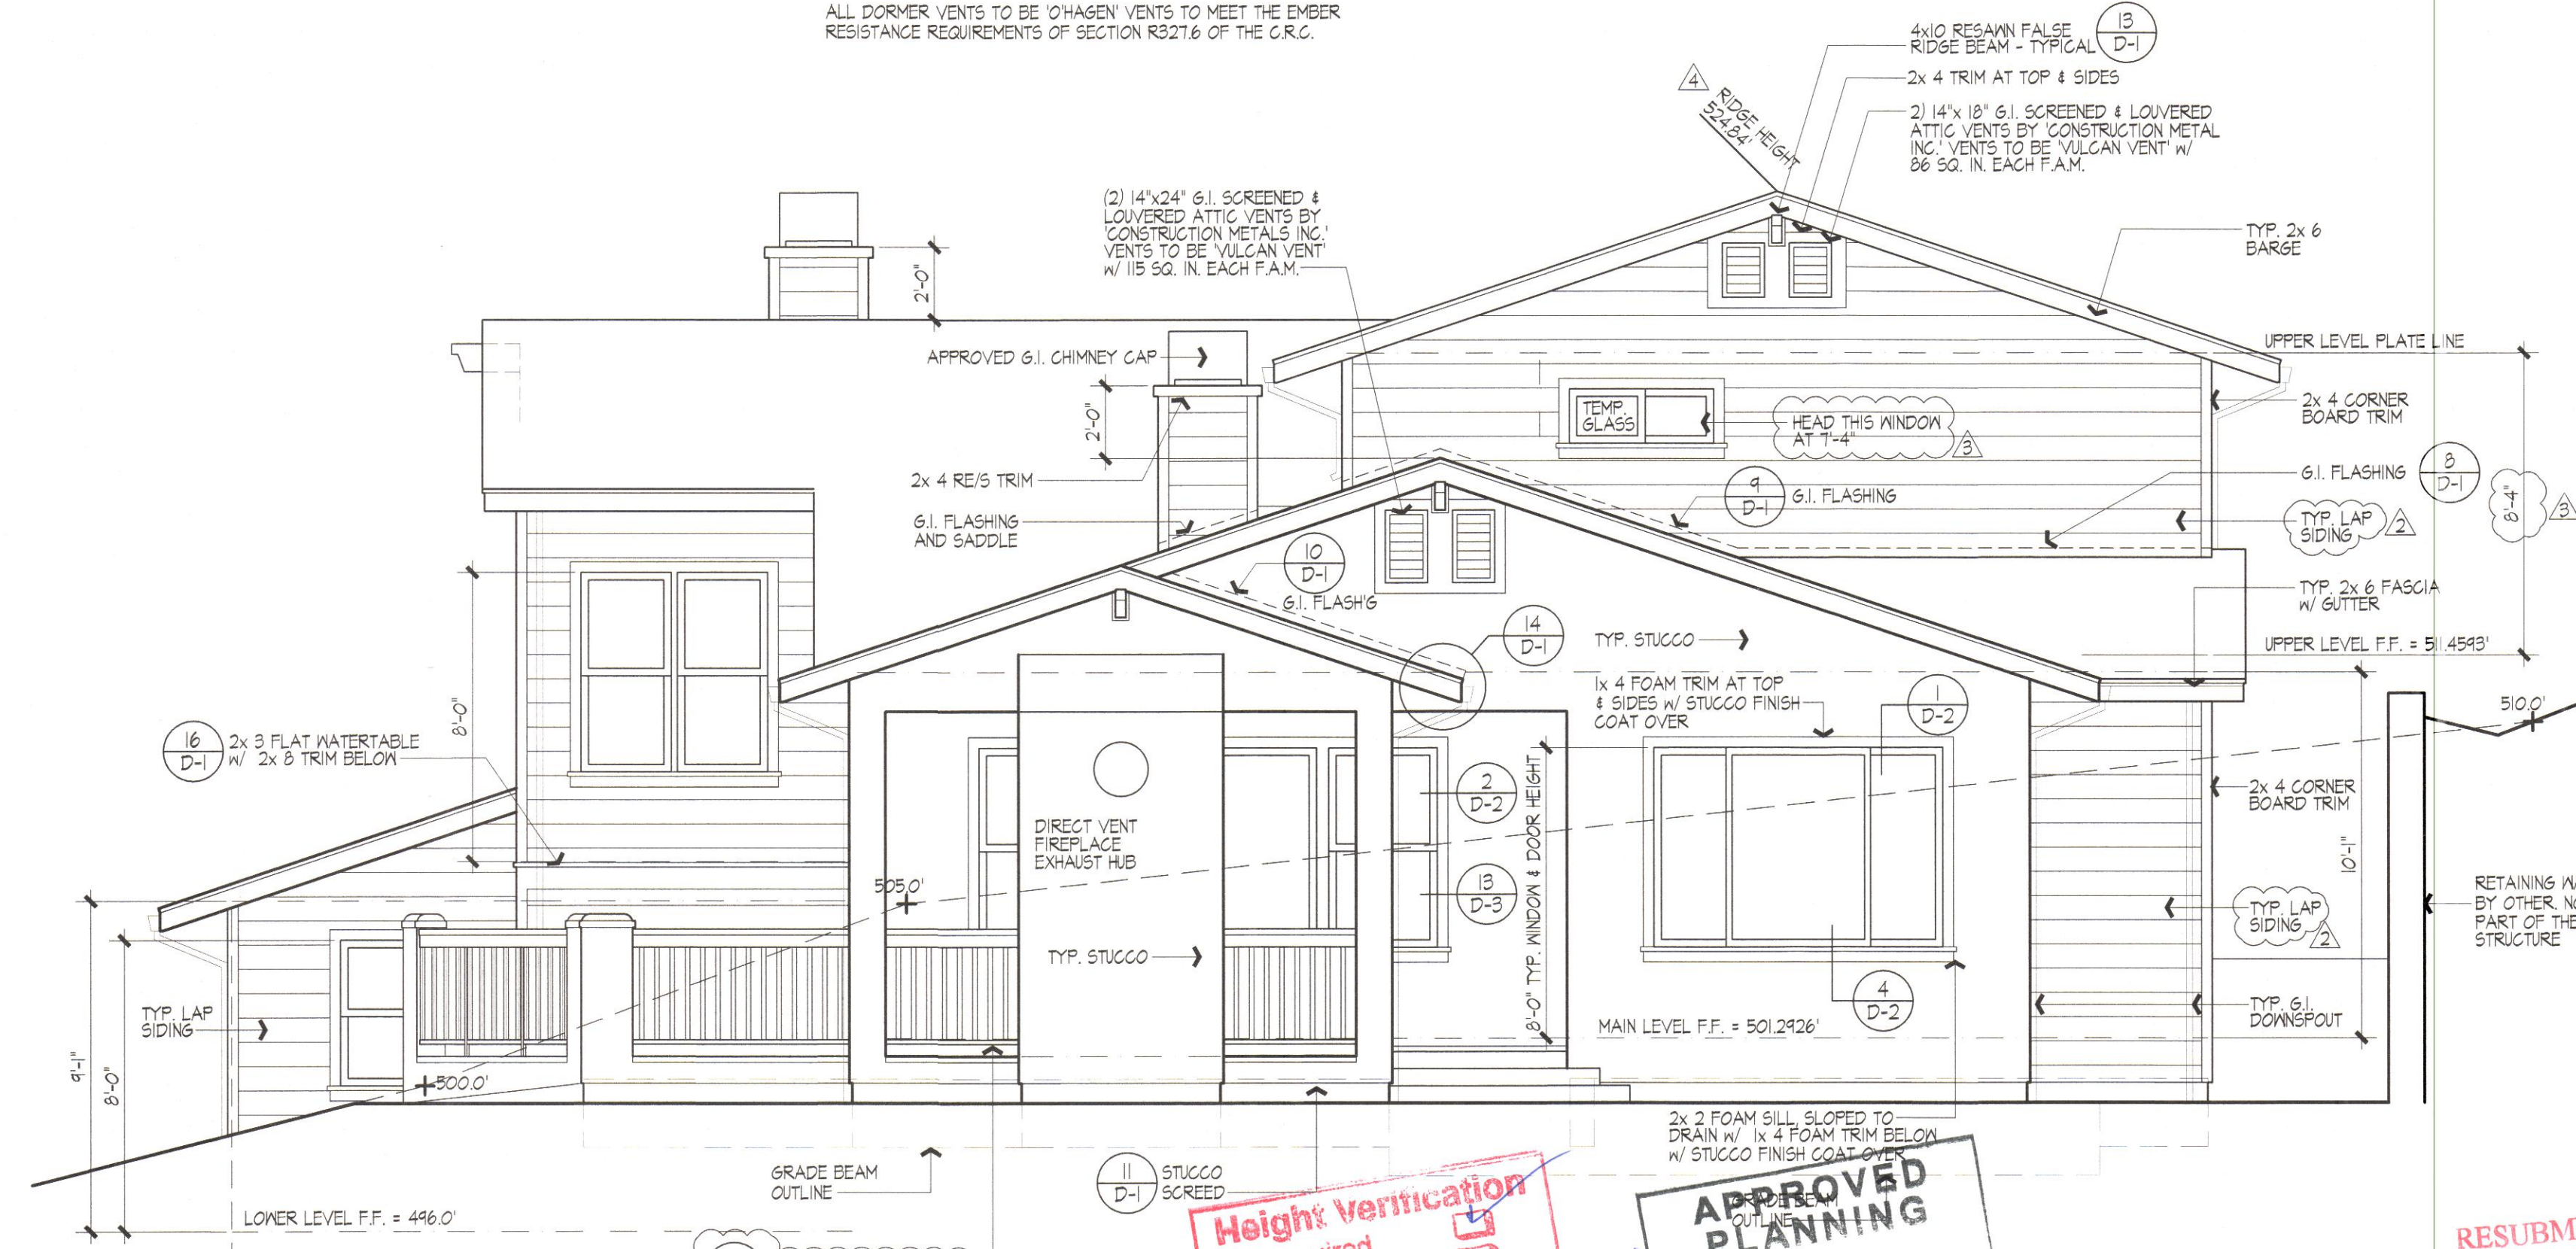 ALL DORMER VENTS TO BE 'O'HAGEN' VENTS TO MEET THE EMBER
RESISTANCE REQUIREMENTS OF SECTION R327.6 OF THE C.R.C.
4x10 RESAWN FALSE
RIDGE BEAM - TYPICAL
13
D-1
2x 4 TRIM AT TOP & SIDES
2) 14"x 18" G.I. SCREENED & LOUVERED
ATTIC VENTS BY 'CONSTRUCTION METAL
INC.' VENTS TO BE 'VULCAN VENT' W/
86 SQ. IN. EACH F.A.M.
4
RIDGE HEIGHT
524.84'
(2) 14"x24" G.I. SCREENED &
LOUVERED ATTIC VENTS BY
'CONSTRUCTION METALS INC.'
VENTS TO BE 'VULCAN VENT'
W/ 115 SQ. IN. EACH F.A.M.
TYP. 2x 6
BARGE
2'-0"
UPPER LEVEL PLATE LINE
APPROVED G.I. CHIMNEY CAP
2'-0"
TEMP.
GLASS
HEAD THIS WINDOW
AT 7'-4"
3
2x 4 CORNER
BOARD TRIM
2x 4 RE/S TRIM
9
D-1
G.I. FLASHING
G.I. FLASHING
8
D-1
8'-4"
3
G.I. FLASHING
AND SADDLE
TYP. LAP
SIDING
2
10
D-1
G.I. FLASH'G
TYP. 2x 6 FASCIA
W/ GUTTER
14
D-1
TYP. STUCCO
UPPER LEVEL F.F. = 511.4593'
1x 4 FOAM TRIM AT TOP
& SIDES W/ STUCCO FINISH
COAT OVER
1
D-2
510.0'
8'-0"
16
D-1
2x 3 FLAT WATERTABLE
W/ 2x 8 TRIM BELOW
2
D-2
2x 4 CORNER
BOARD TRIM
DIRECT VENT
FIREPLACE
EXHAUST HUB
8'-0" TYP. WINDOW & DOOR HEIGHT
10'-1"
505.0'
13
D-3
RETAINING W
BY OTHER. NO
PART OF THE
STRUCTURE
TYP. LAP
SIDING
2
TYP. STUCCO
4
D-2
TYP. LAP
SIDING
TYP. G.I.
DOWNSPOUT
MAIN LEVEL F.F. = 501.2926'
9'-1"
8'-0"
500.0'
2x 2 FOAM SILL, SLOPED TO
DRAIN W/ 1x 4 FOAM TRIM BELOW
W/ STUCCO FINISH COAT OVER
GRADE BEAM
OUTLINE
11
D-1
STUCCO
SCREED
GRADE BEAM
OUTLINE
LOWER LEVEL F.F. = 496.0'
Height Verification
APPROVED
PLANNING
RESUBM